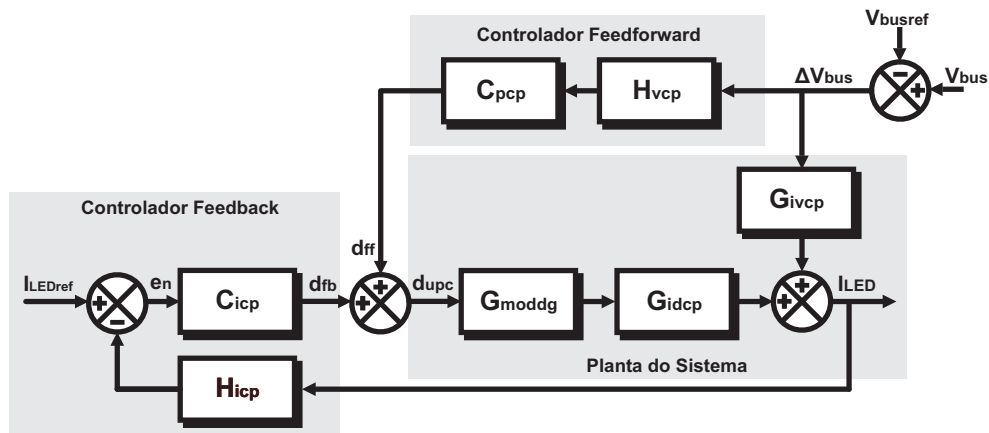 Controlador Feedforward
Vbusref
Cpcp
Hvcp
ΔVbus
Vbus
−
+
Givcp
Controlador Feedback
dff
ILEDref
en
Cicp
dfb
dupc
Gmoddg
Gidcp
ILED
+
−
+
+
+
+
Hicp
Planta do Sistema